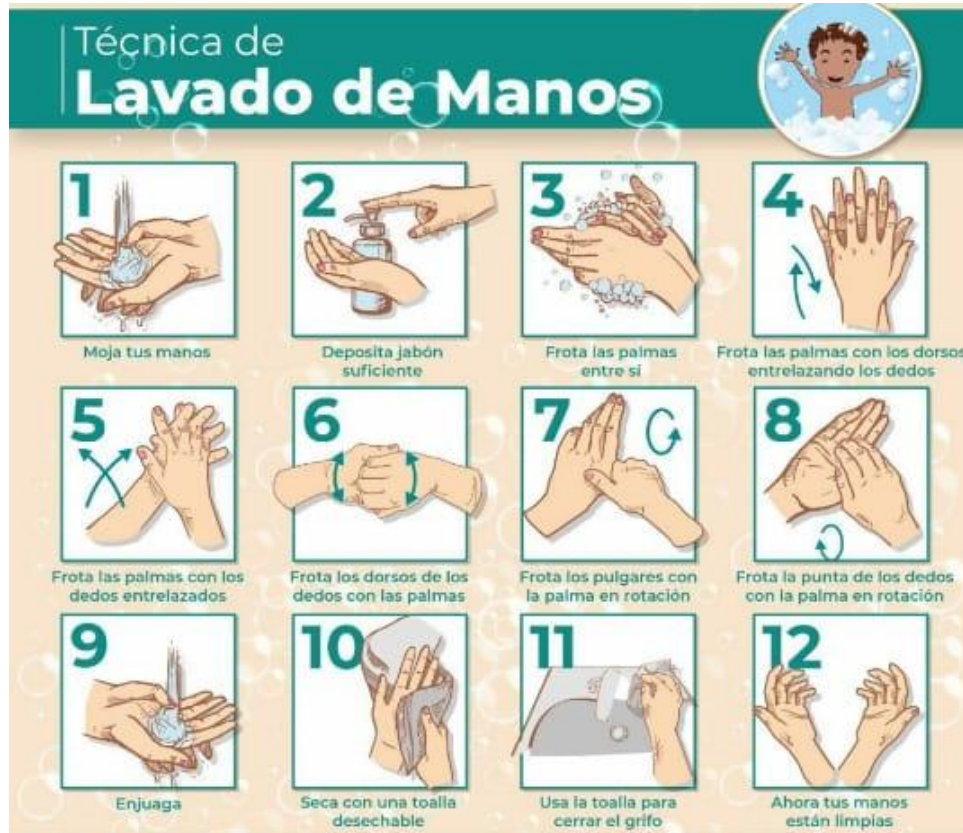 Técnica de
Lavado de Manos
1
Moja tus manos
2
Deposita jabón
suficiente
3
Frota las palmas
entre sí
4
Frota las palmas con los dorsos
entrelazando los dedos
5
Frota las palmas con los
dedos entrelazados
6
Frota los dorsos de los
dedos con las palmas
7
Frota los pulgares con
la palma en rotación
8
Frota la punta de los dedos
con la palma en rotación
9
Enjuaga
10
Seca con una toalla
desechable
11
Usa la toalla para
cerrar el grifo
12
Ahora tus manos
están limpias